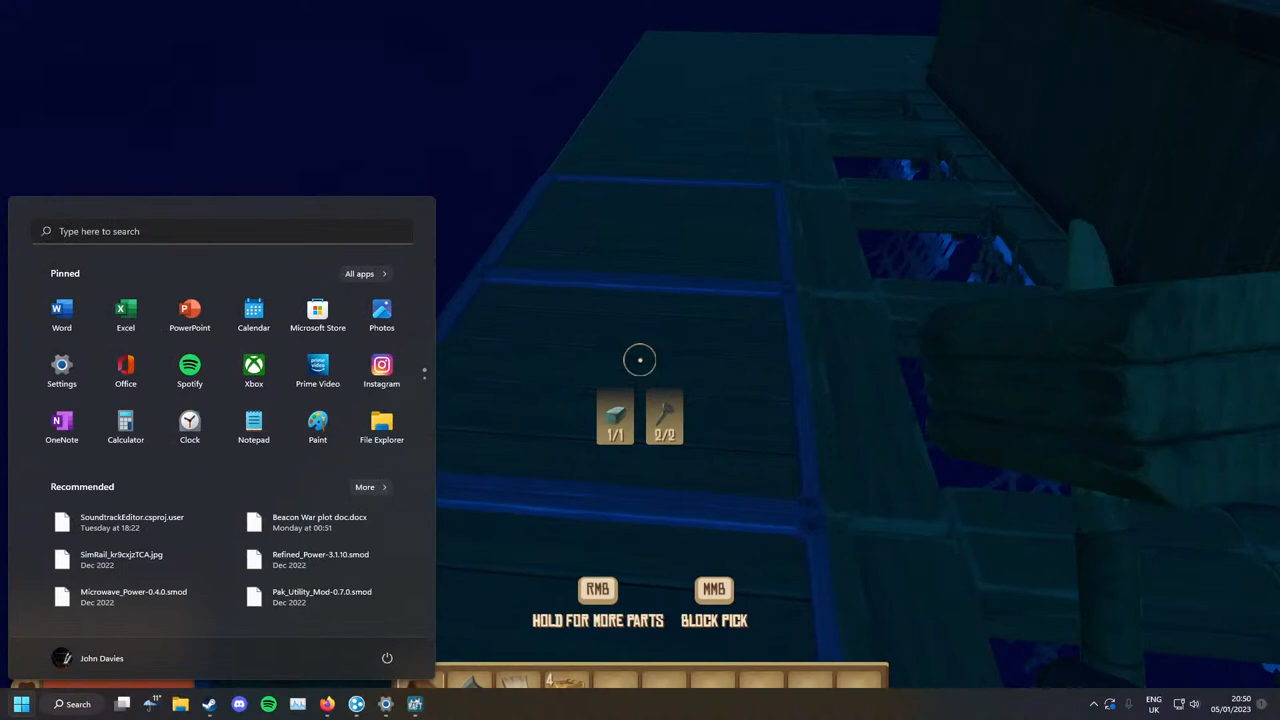 Type here to search
Pinned
All apps
Word
Excel
PowerPoint
Calendar
Microsoft Store
Photos
Settings
Office
Spotify
Xbox
Prime Video
Instagram
OneNote
Calculator
Clock
Notepad
Paint
File Explorer
Recommended
More
SoundtrackEditor.csproj.user
Tuesday at 18:22
Beacon War plot doc.docx
Monday at 00:51
SimRail_kr9cxjzTCA.jpg
Dec 2022
Refined_Power-3.1.10.smod
Dec 2022
Microwave_Power-0.4.0.smod
Dec 2022
Pak_Utility_Mod-0.7.0.smod
Dec 2022
John Davies
1/1
2/2
RMB
MMB
HOLD FOR MORE PARTS
BLOCK PICK
4
Search
11°
ENG
UK
20:50
05/01/2023